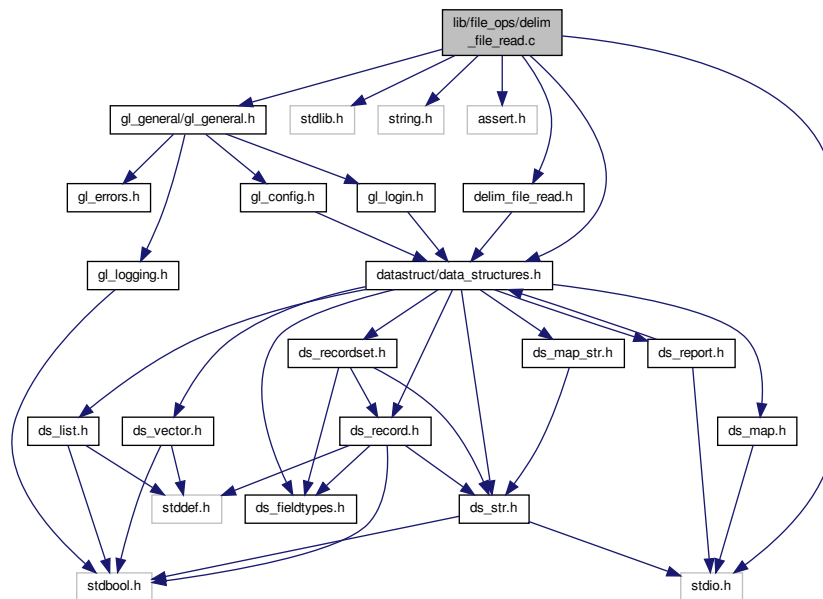 lib/file_ops/delim
_file_read.c
gl_general/gl_general.h
stdlib.h
string.h
assert.h
gl_errors.h
gl_config.h
gl_login.h
delim_file_read.h
gl_logging.h
datastruct/data_structures.h
ds_recordset.h
ds_map_str.h
ds_report.h
ds_list.h
ds_vector.h
ds_record.h
ds_map.h
stddef.h
ds_fieldtypes.h
ds_str.h
stdbool.h
stdio.h